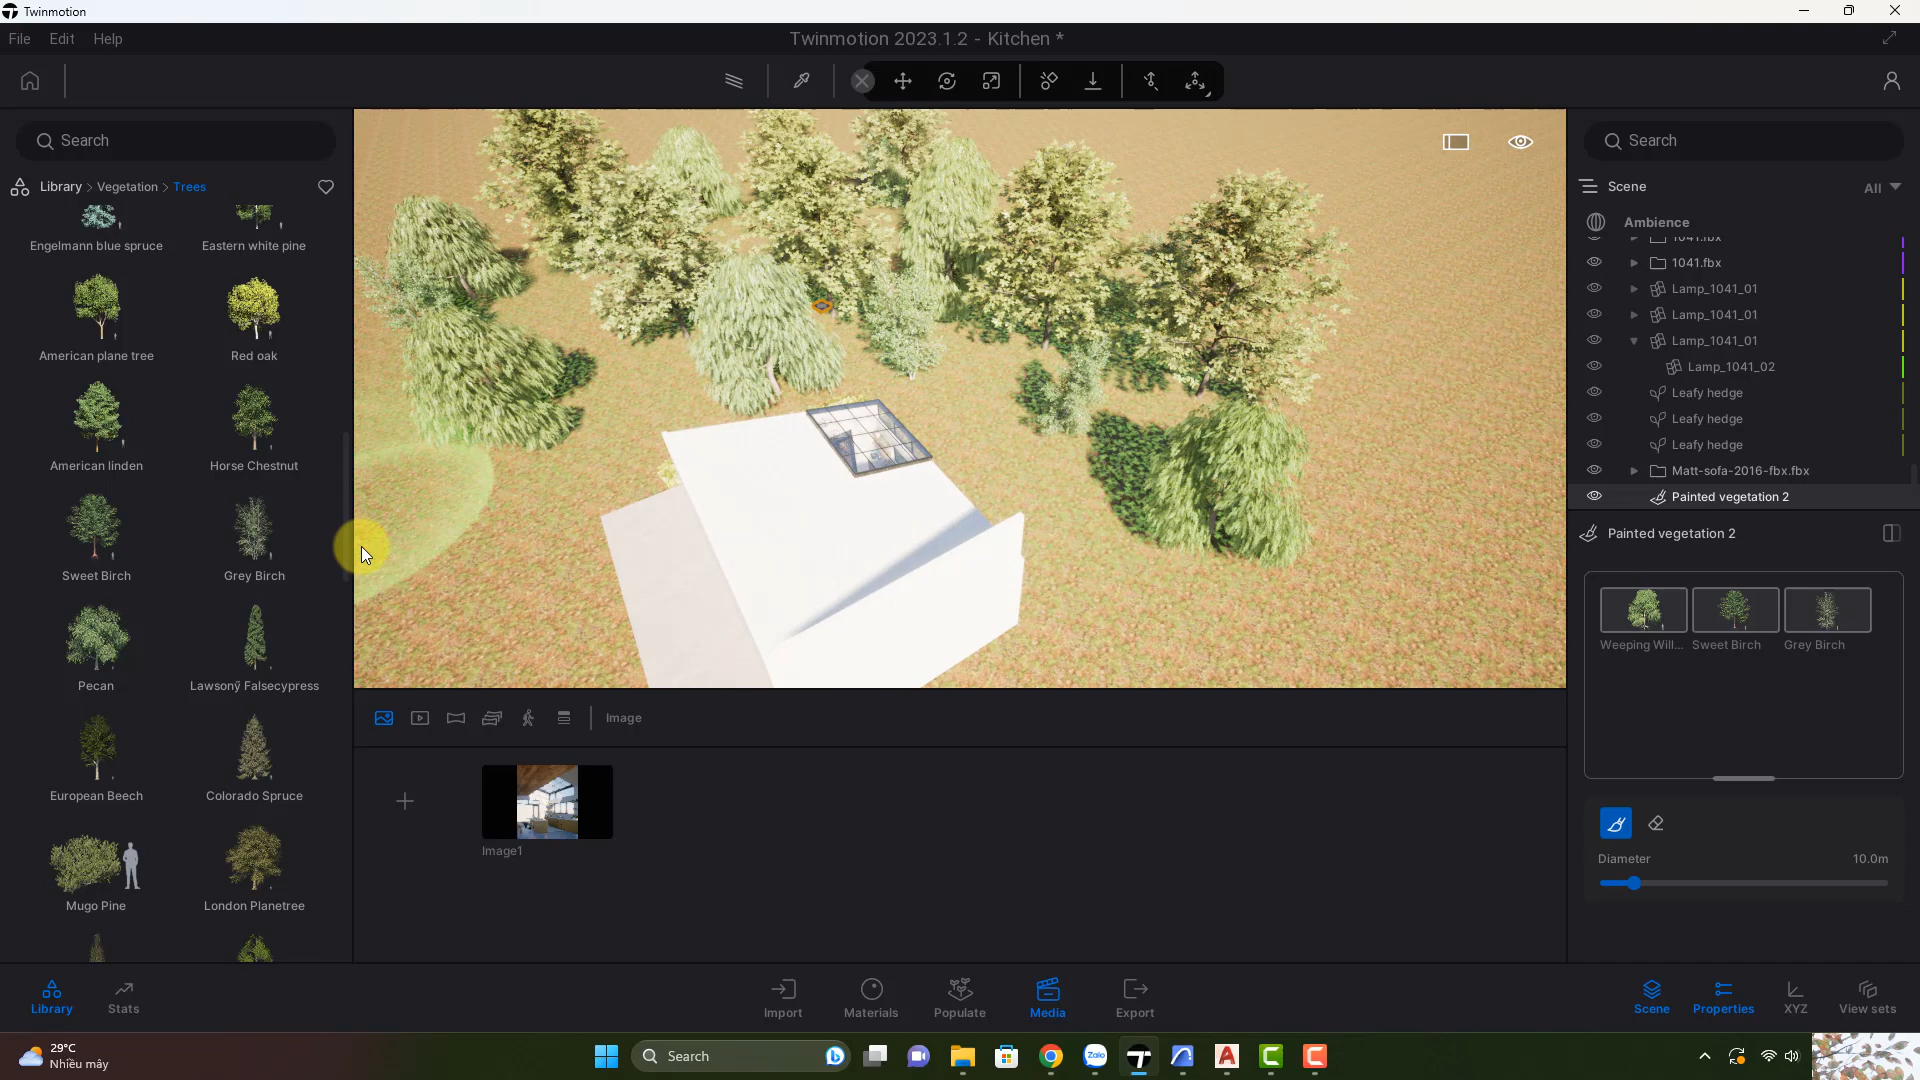 Twinmotion
File Edit Help
Twinmotion 2023.1.2 - Kitchen *
Search
Library > Vegetation > Trees
Engelmann blue spruce
Eastern white pine
American plane tree
Red oak
American linden
Horse Chestnut
Sweet Birch
Grey Birch
Pecan
Lawsonÿ Falsecypress
European Beech
Colorado Spruce
Mugo Pine
London Planetree
Image
Image1
Search
Scene
All
Ambience
1041.fbx
1041.fbx
Lamp_1041_01
Lamp_1041_01
Lamp_1041_01
Lamp_1041_02
Leafy hedge
Leafy hedge
Leafy hedge
Matt-sofa-2016-fbx.fbx
Painted vegetation 2
Painted vegetation 2
Weeping Will... Sweet Birch Grey Birch
Diameter 10.0m
Library Stats
Import Materials Populate Media Export
Scene Properties XYZ View sets
29°C
Nhiều mây
Search
Zalo